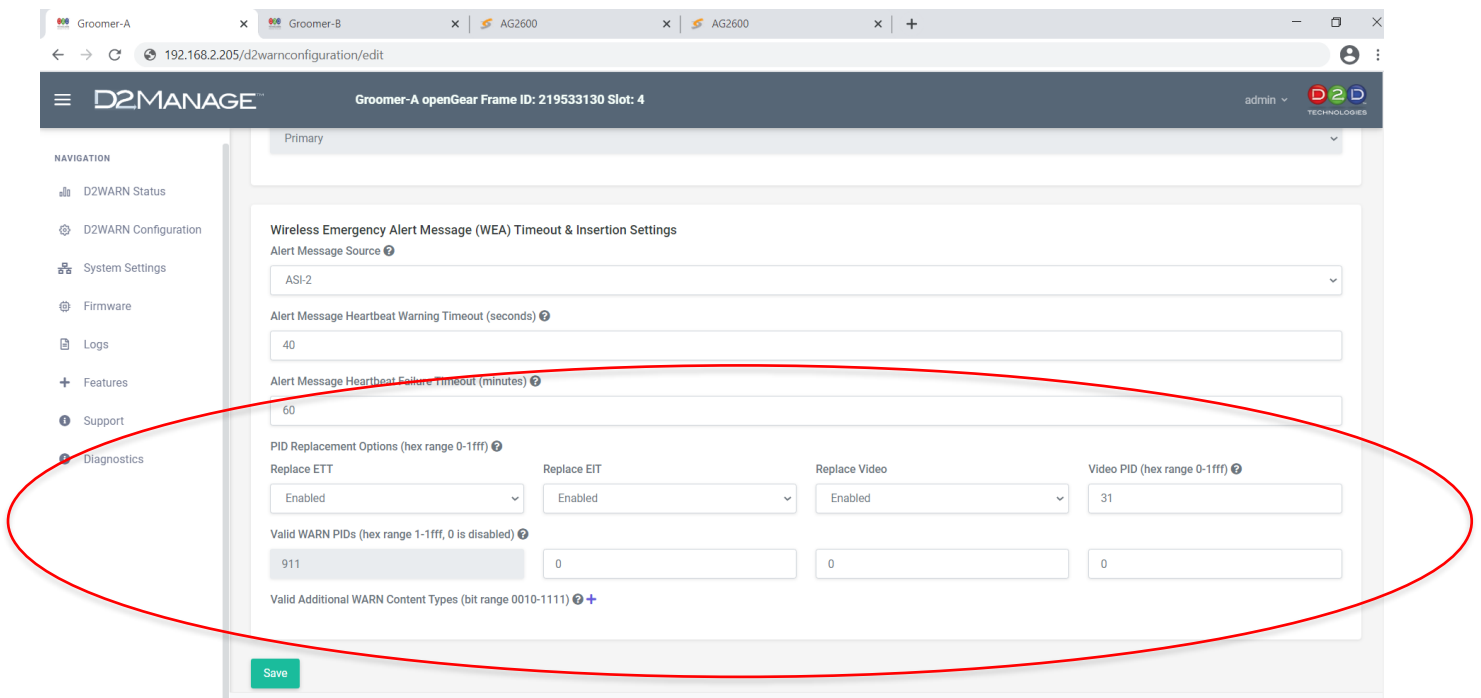 Groomer-A Groomer-B AG2600 AG2600
192.168.2.205/d2warnconfiguration/edit
D2MANAGE™ Groomer-A openGear Frame ID: 219533130 Slot: 4 admin D2D
TECHNOLOGIES
Primary
NAVIGATION
D2WARN Status
D2WARN Configuration
System Settings
Firmware
Logs
Features
Support
Diagnostics
Wireless Emergency Alert Message (WEA) Timeout & Insertion Settings
Alert Message Source
ASI-2
Alert Message Heartbeat Warning Timeout (seconds)
40
Alert Message Heartbeat Failure Timeout (minutes)
60
PID Replacement Options (hex range 0-1fff)
Replace ETT Replace EIT Replace Video Video PID (hex range 0-1fff)
Enabled Enabled Enabled 31
Valid WARN PIDs (hex range 1-1fff, 0 is disabled)
911 0 0 0
Valid Additional WARN Content Types (bit range 0010-1111)
Save